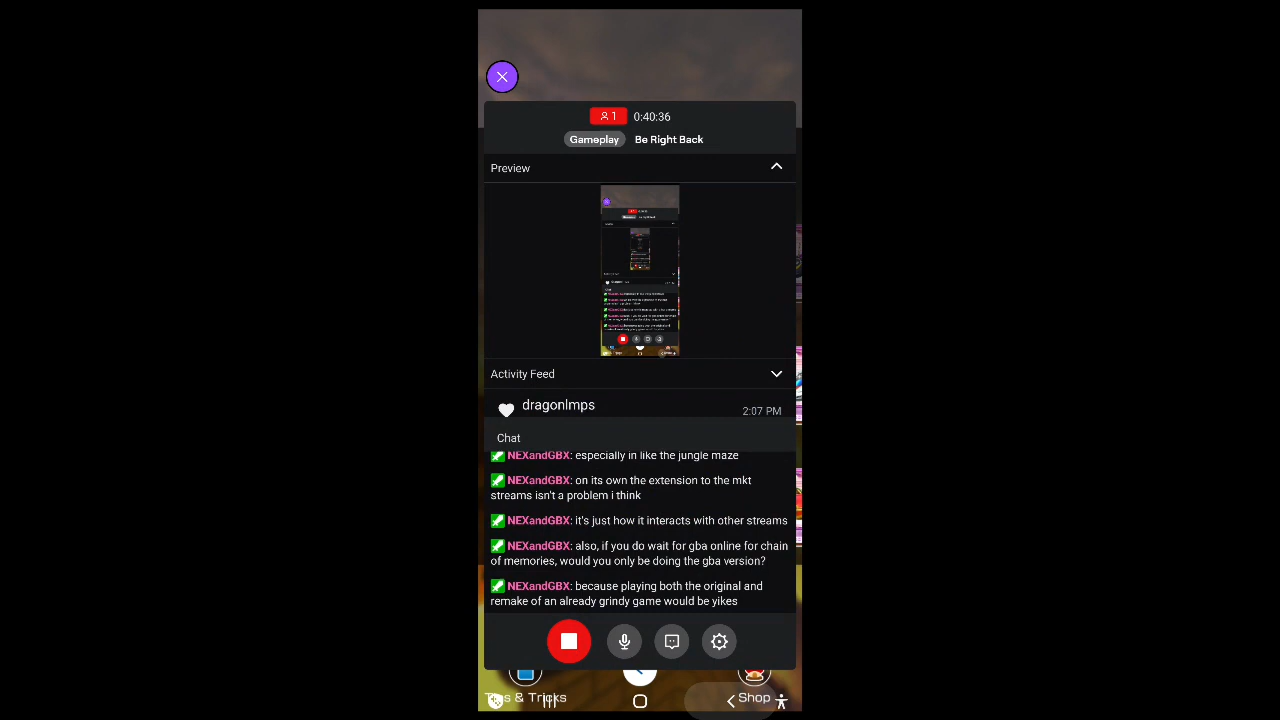 1 0:40:36
Gameplay Be Right Back
Preview
Activity Feed
dragonlmps
2:07 PM
Chat
NEXandGBX: especially in like the jungle maze
NEXandGBX: on its own the extension to the mkt
streams isn't a problem i think
NEXandGBX: it's just how it interacts with other streams
NEXandGBX: also, if you do wait for gba online for chain
of memories, would you only be doing the gba version?
NEXandGBX: because playing both the original and
remake of an already grindy game would be yikes
& Tricks
Shop